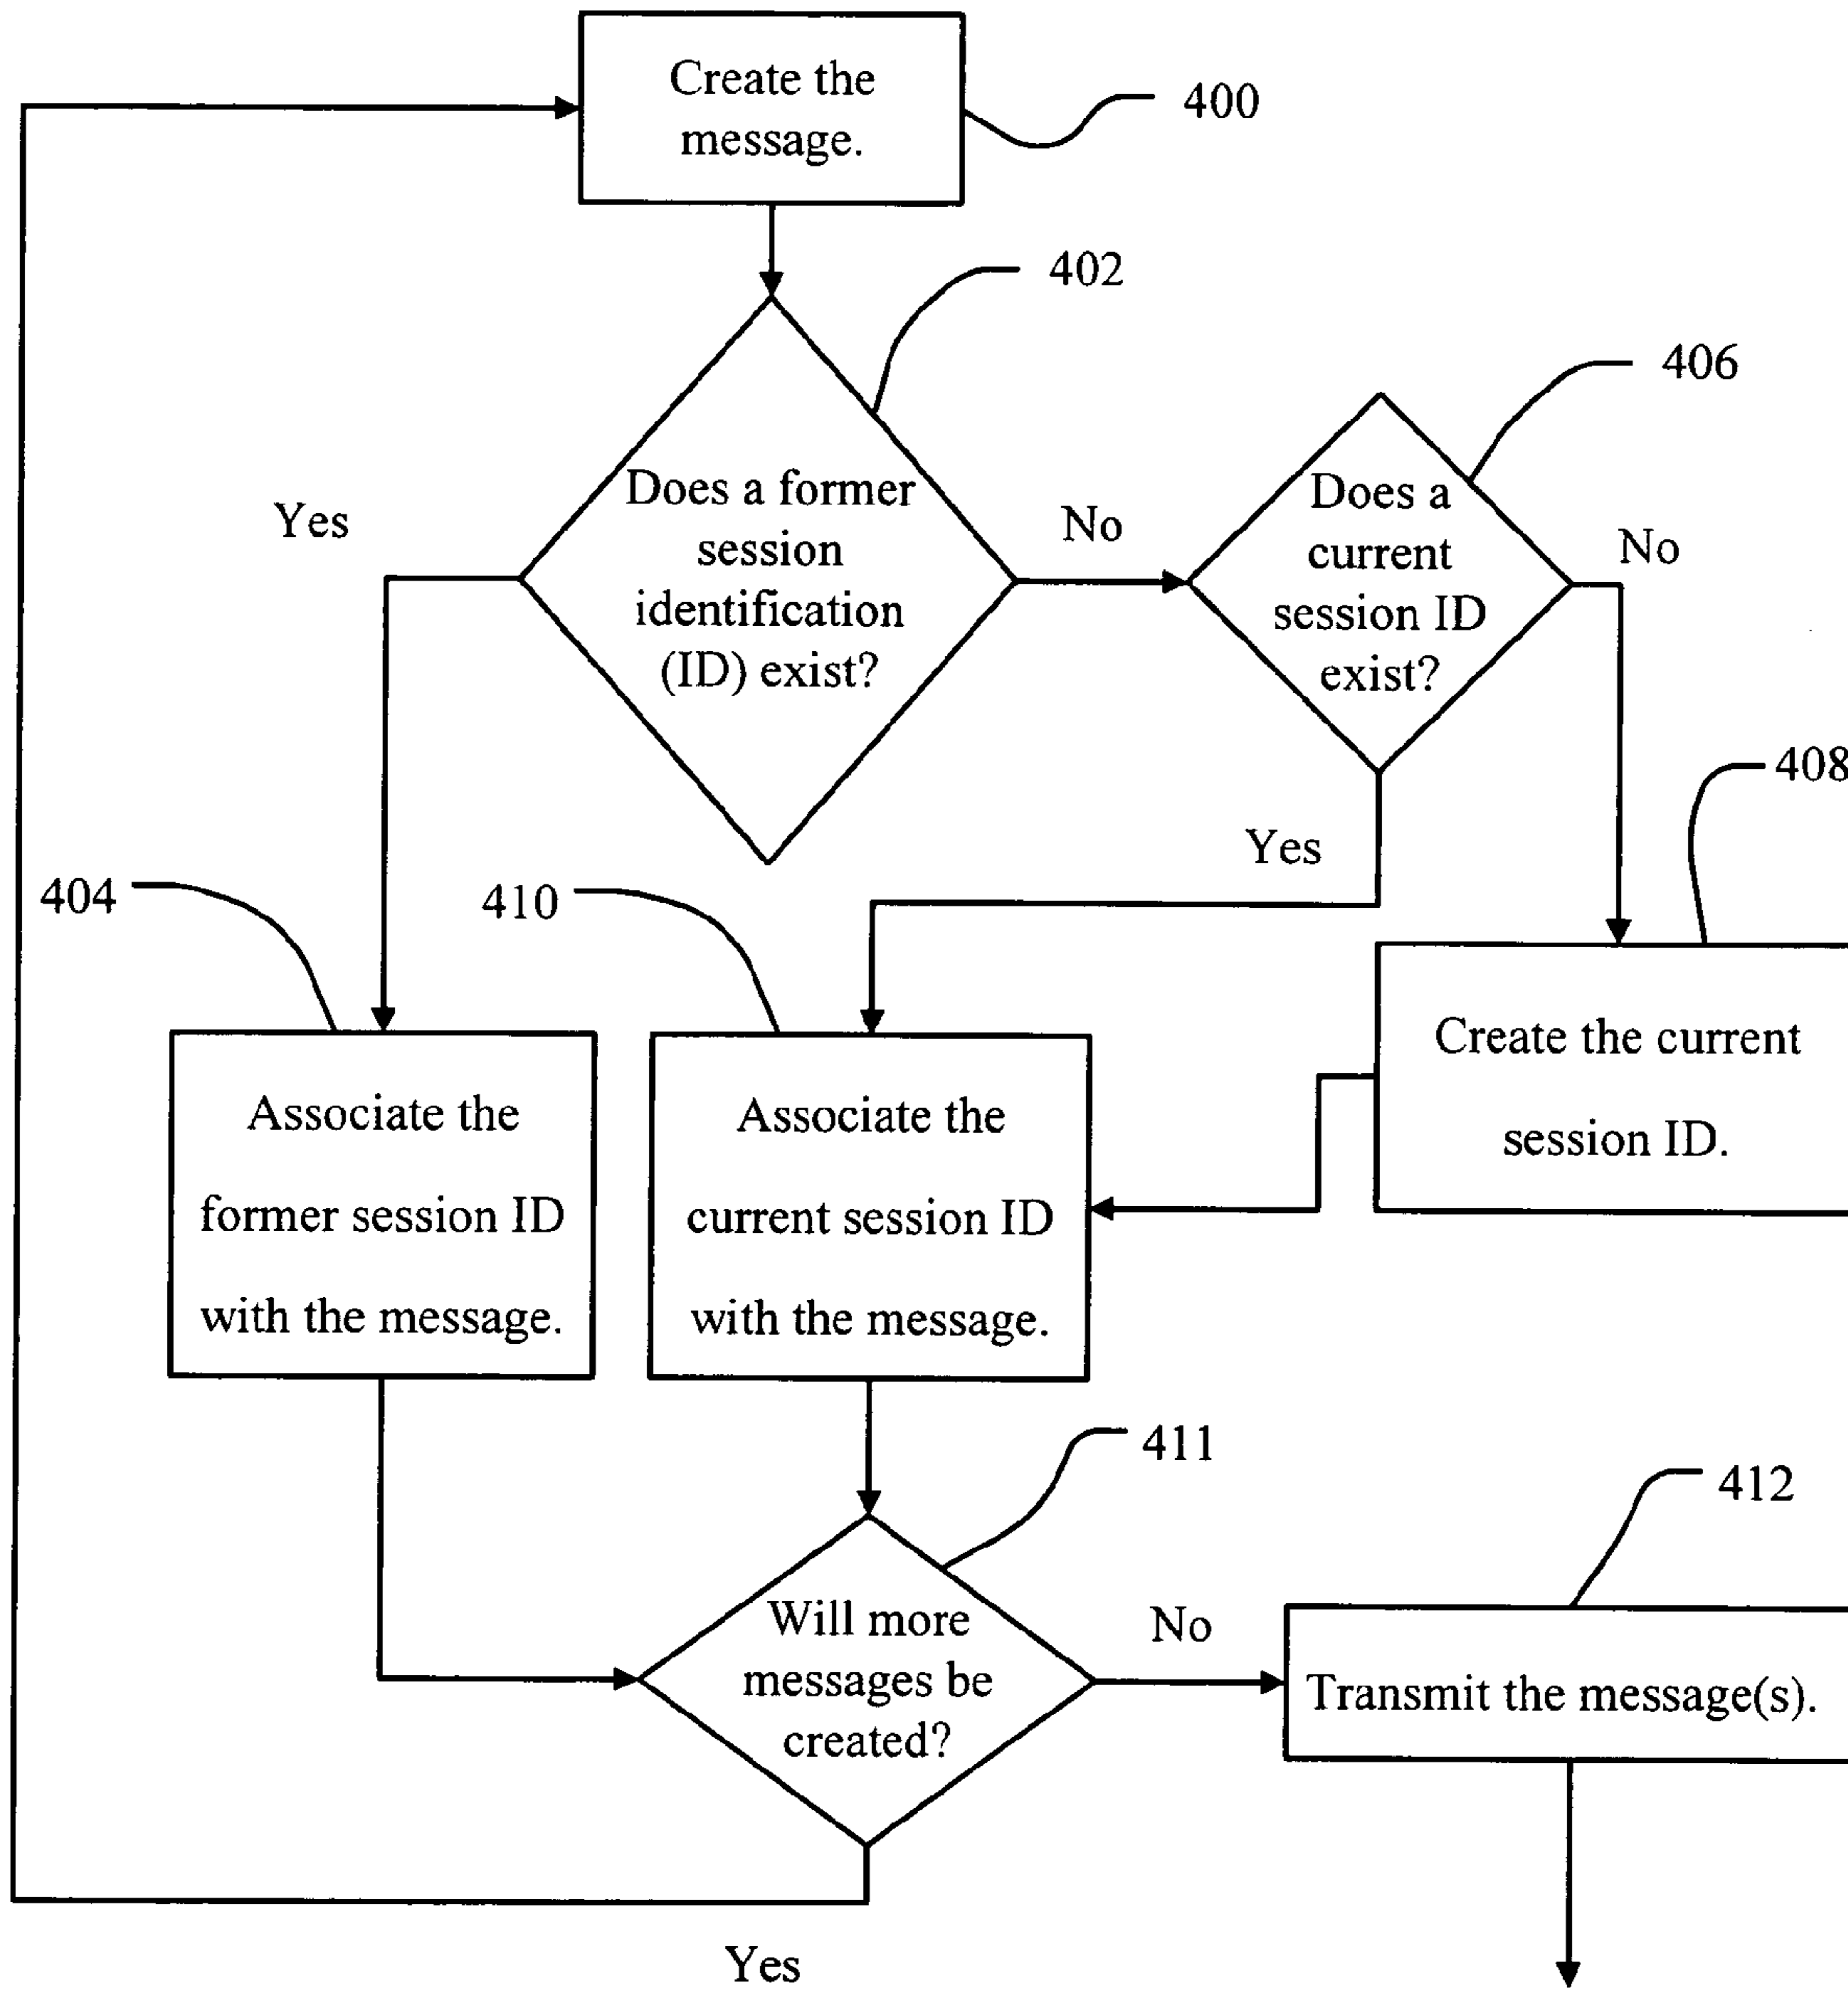 Create the
message.
400
402
406
Does a former
session
identification
(ID) exist?
Yes
No
Does a
current
session ID
exist?
No
408
Yes
404
410
Create the current
session ID.
Associate the
former session ID
with the message.
Associate the
current session ID
with the message.
411
412
Will more
messages be
created?
No
Transmit the message(s).
Yes